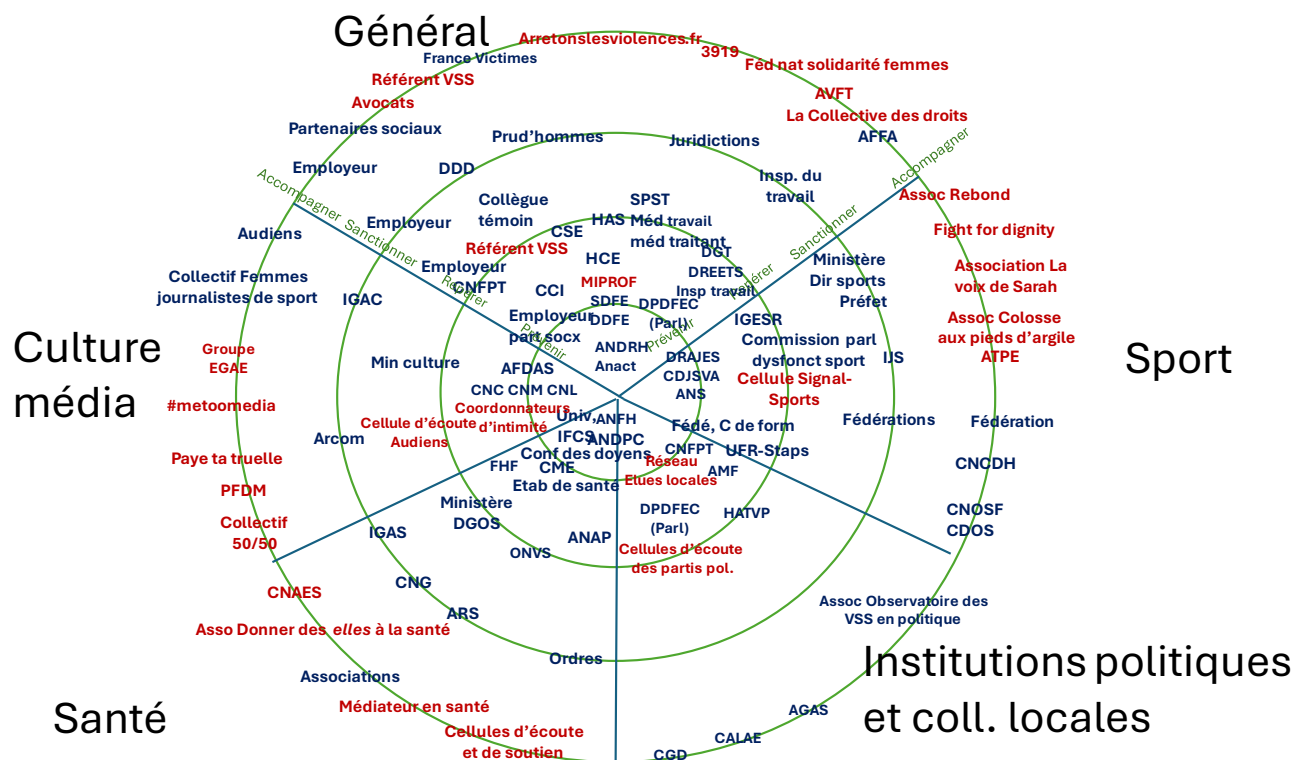 Général
Arretonslesviolences.fr
3919
France Victimes
Féd nat solidarité femmes
Référent VSS
AVFT
Avocats
La Collective des droits
Partenaires sociaux
Prud’hommes
Juridictions
AFFA
Accompagner
Employeur
DDD
Insp. du
travail
Accompagner
Assoc Rebond
Collègue
témoin
SPST
HAS
Méd travail
méd traitant
Employeur
Sanctionner
CSE
Sanctionner
Audiens
Référent VSS
Fight for dignity
HCE
DGT
DREETS
Insp travail
Ministère
Dir sports
Préfet
Association La
voix de Sarah
Collectif Femmes
journalistes de sport
Employeur
CNFPT
Repérer
Repérer
IGAC
CCI
MIPROF
SDFE
DDFE
DPDFEC
(Parl)
IGESR
Assoc Colosse
aux pieds d’argile
ATPE
Employeur
part socx
Prévenir
Prévenir
Commission parl
dysfonct sport
IJS
Culture
média
Groupe
EGAE
Min culture
AFDAS
ANDRH
Anact
DRAJES
CDJSVA
ANS
Cellule Signal-
Sports
Sport
CNC CNM CNL
#metoomedia
Coordonnateurs
d’intimité
Cellule d’écoute
Audiens
Arcom
Univ,
IFCS
ANFH
ANDPC
Conf des doyens
Fédé, C de form
Fédérations
Fédération
Paye ta truelle
CNFPT
UFR-Staps
CNCDH
FHF
CME
Etab de santé
Réseau
Elues locales
AMF
PFDM
Collectif
50/50
Ministère
DGOS
DPDFEC
(Parl)
HATVP
CNOSF
CDOS
IGAS
ONVS
ANAP
Cellules d’écoute
des partis pol.
CNAES
CNG
ARS
Assoc Observatoire des
VSS en politique
Asso Donner des elles à la santé
Ordres
Institutions politiques
et coll. locales
Associations
Santé
Médiateur en santé
AGAS
Cellules d’écoute
et de soutien
CALAE
CGD